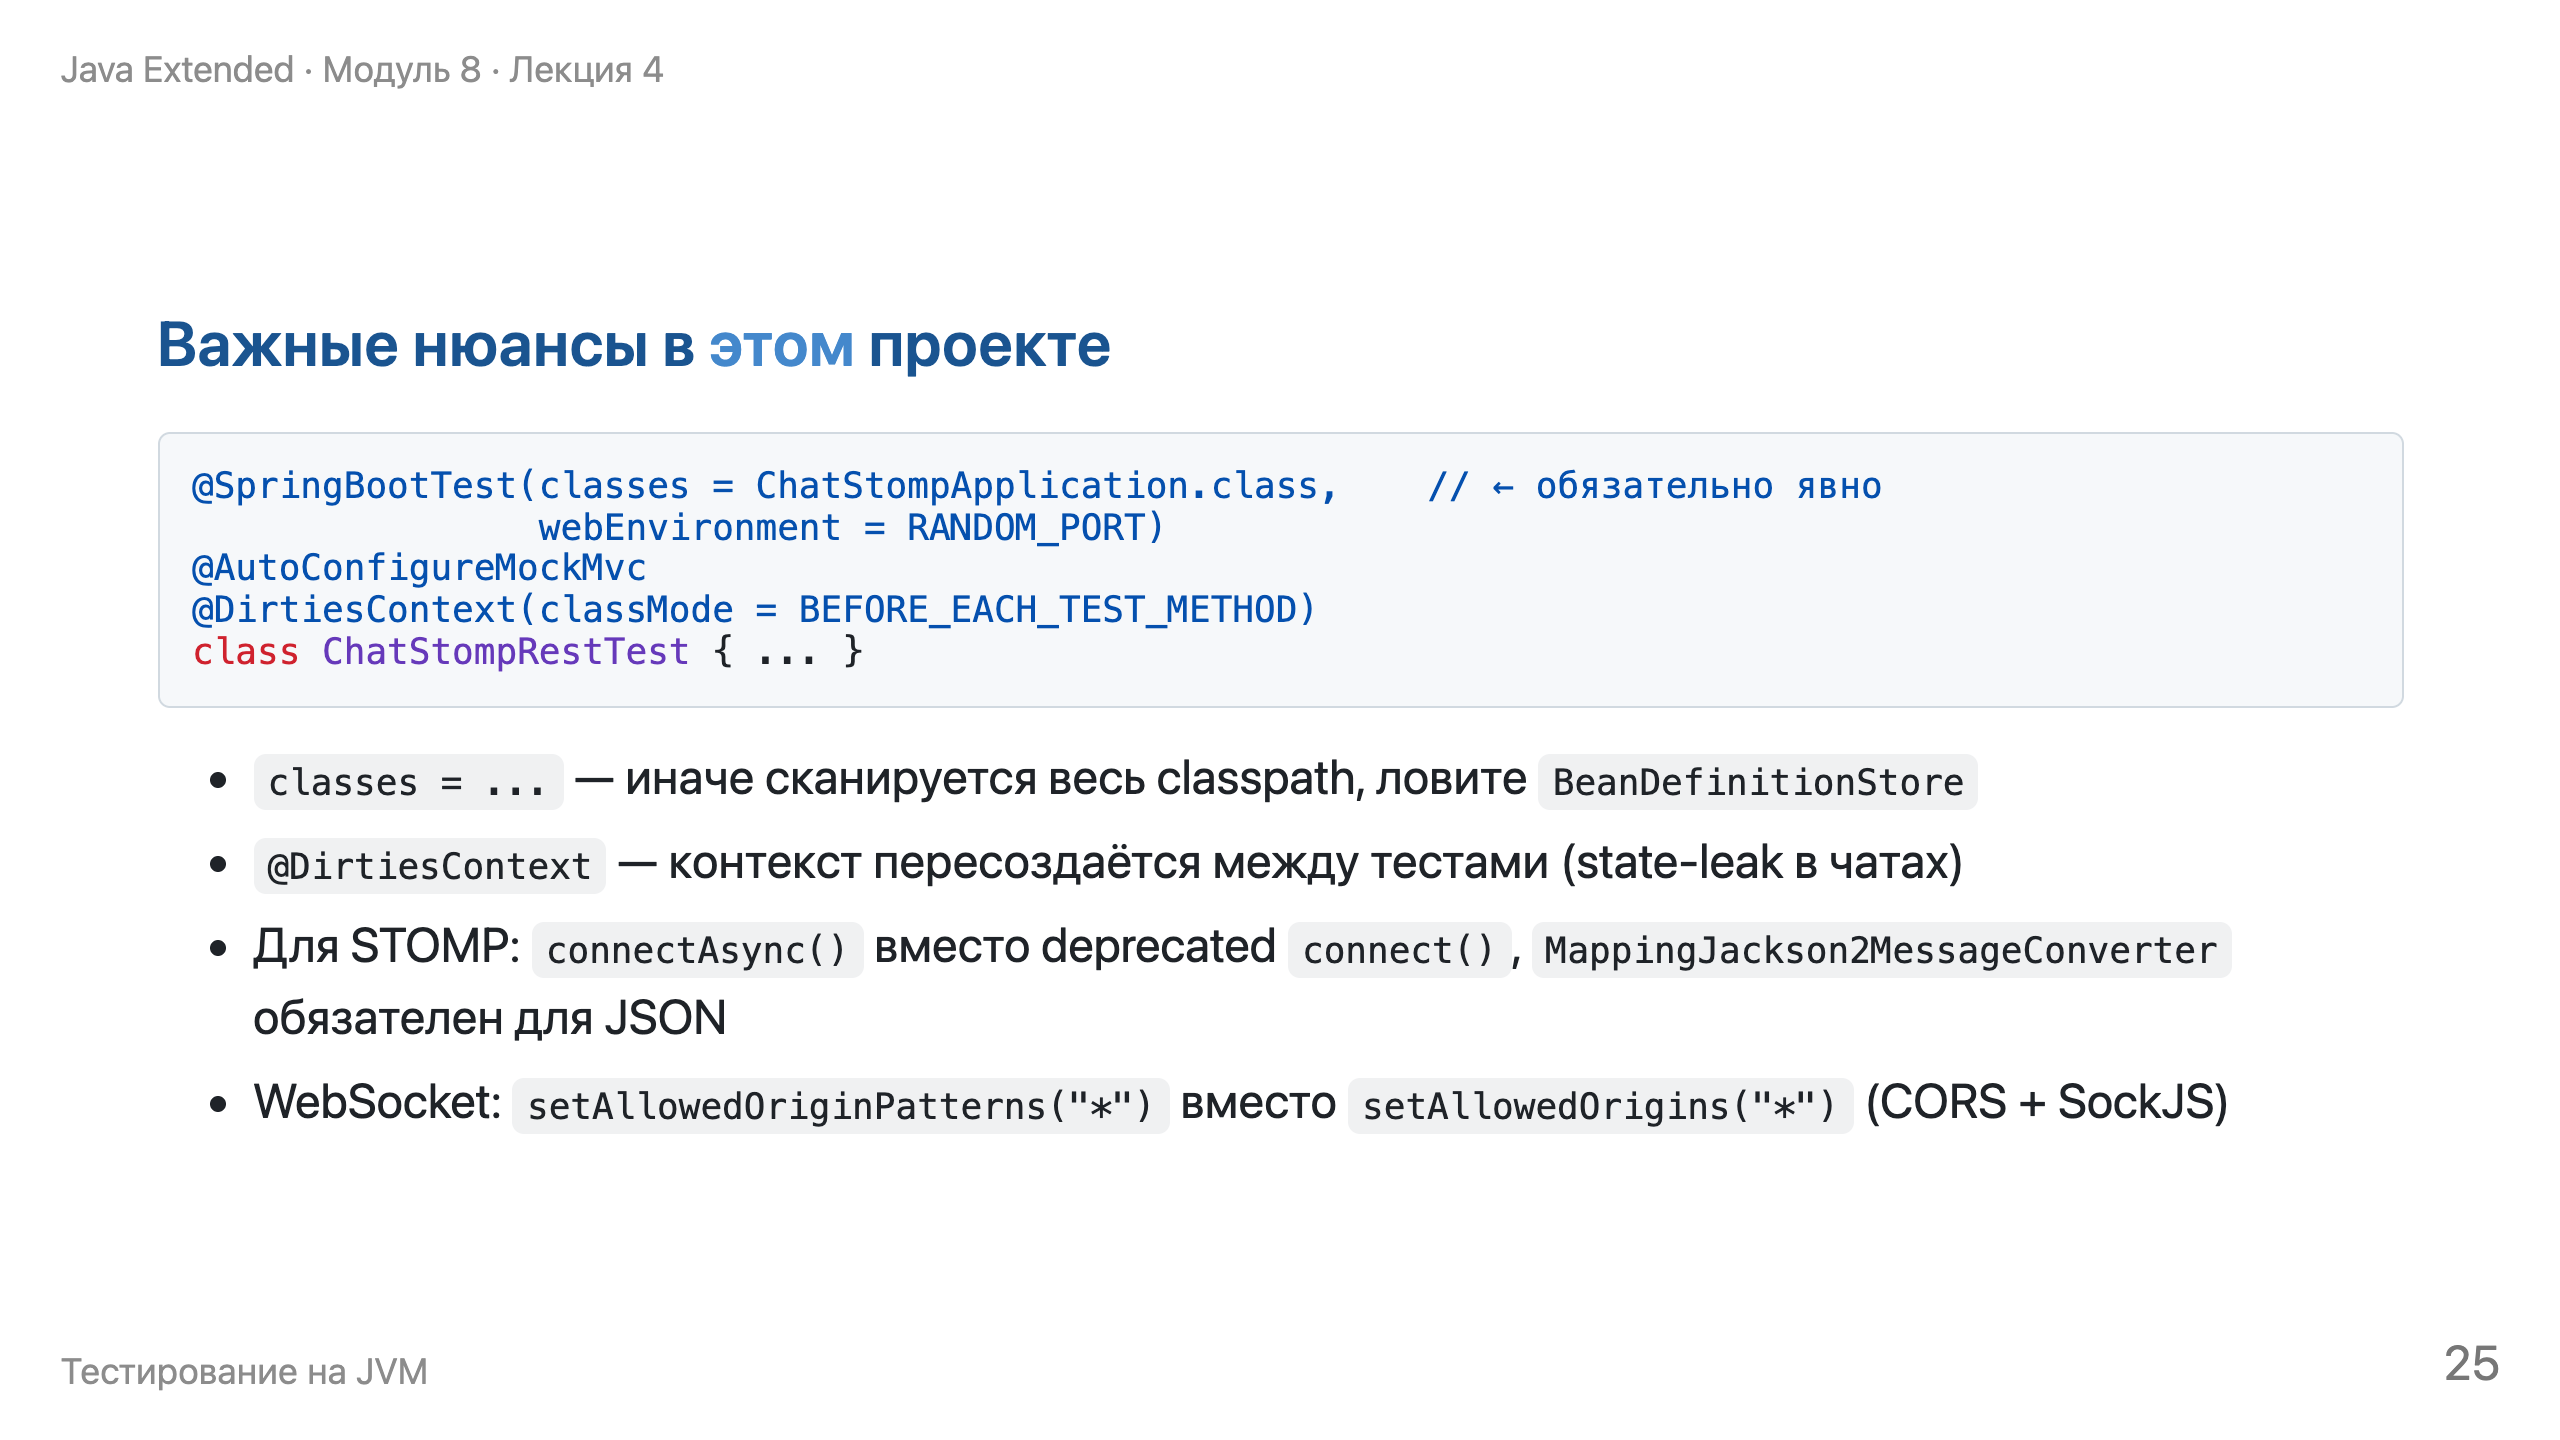 Java Extended · Модуль 8 · Лекция 4
Важные нюансы в этом проекте
@SpringBootTest(classes = ChatStompApplication.class,    // ← обязательно явно
                webEnvironment = RANDOM_PORT)
@AutoConfigureMockMvc
@DirtiesContext(classMode = BEFORE_EACH_TEST_METHOD)
class ChatStompRestTest { ... }
• classes = ... — иначе сканируется весь classpath, ловите BeanDefinitionStore
• @DirtiesContext — контекст пересоздаётся между тестами (state-leak в чатах)
• Для STOMP: connectAsync() вместо deprecated connect(), MappingJackson2MessageConverter
обязателен для JSON
• WebSocket: setAllowedOriginPatterns("*") вместо setAllowedOrigins("*") (CORS + SockJS)
Тестирование на JVM
25